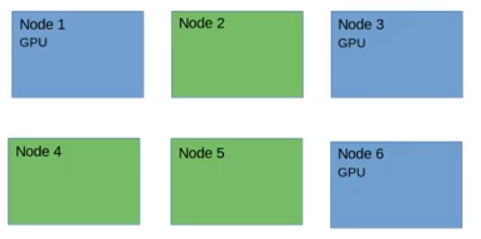 Node 1
GPU
Node 2
Node 3
GPU
Node 4
Node 5
Node 6
GPU